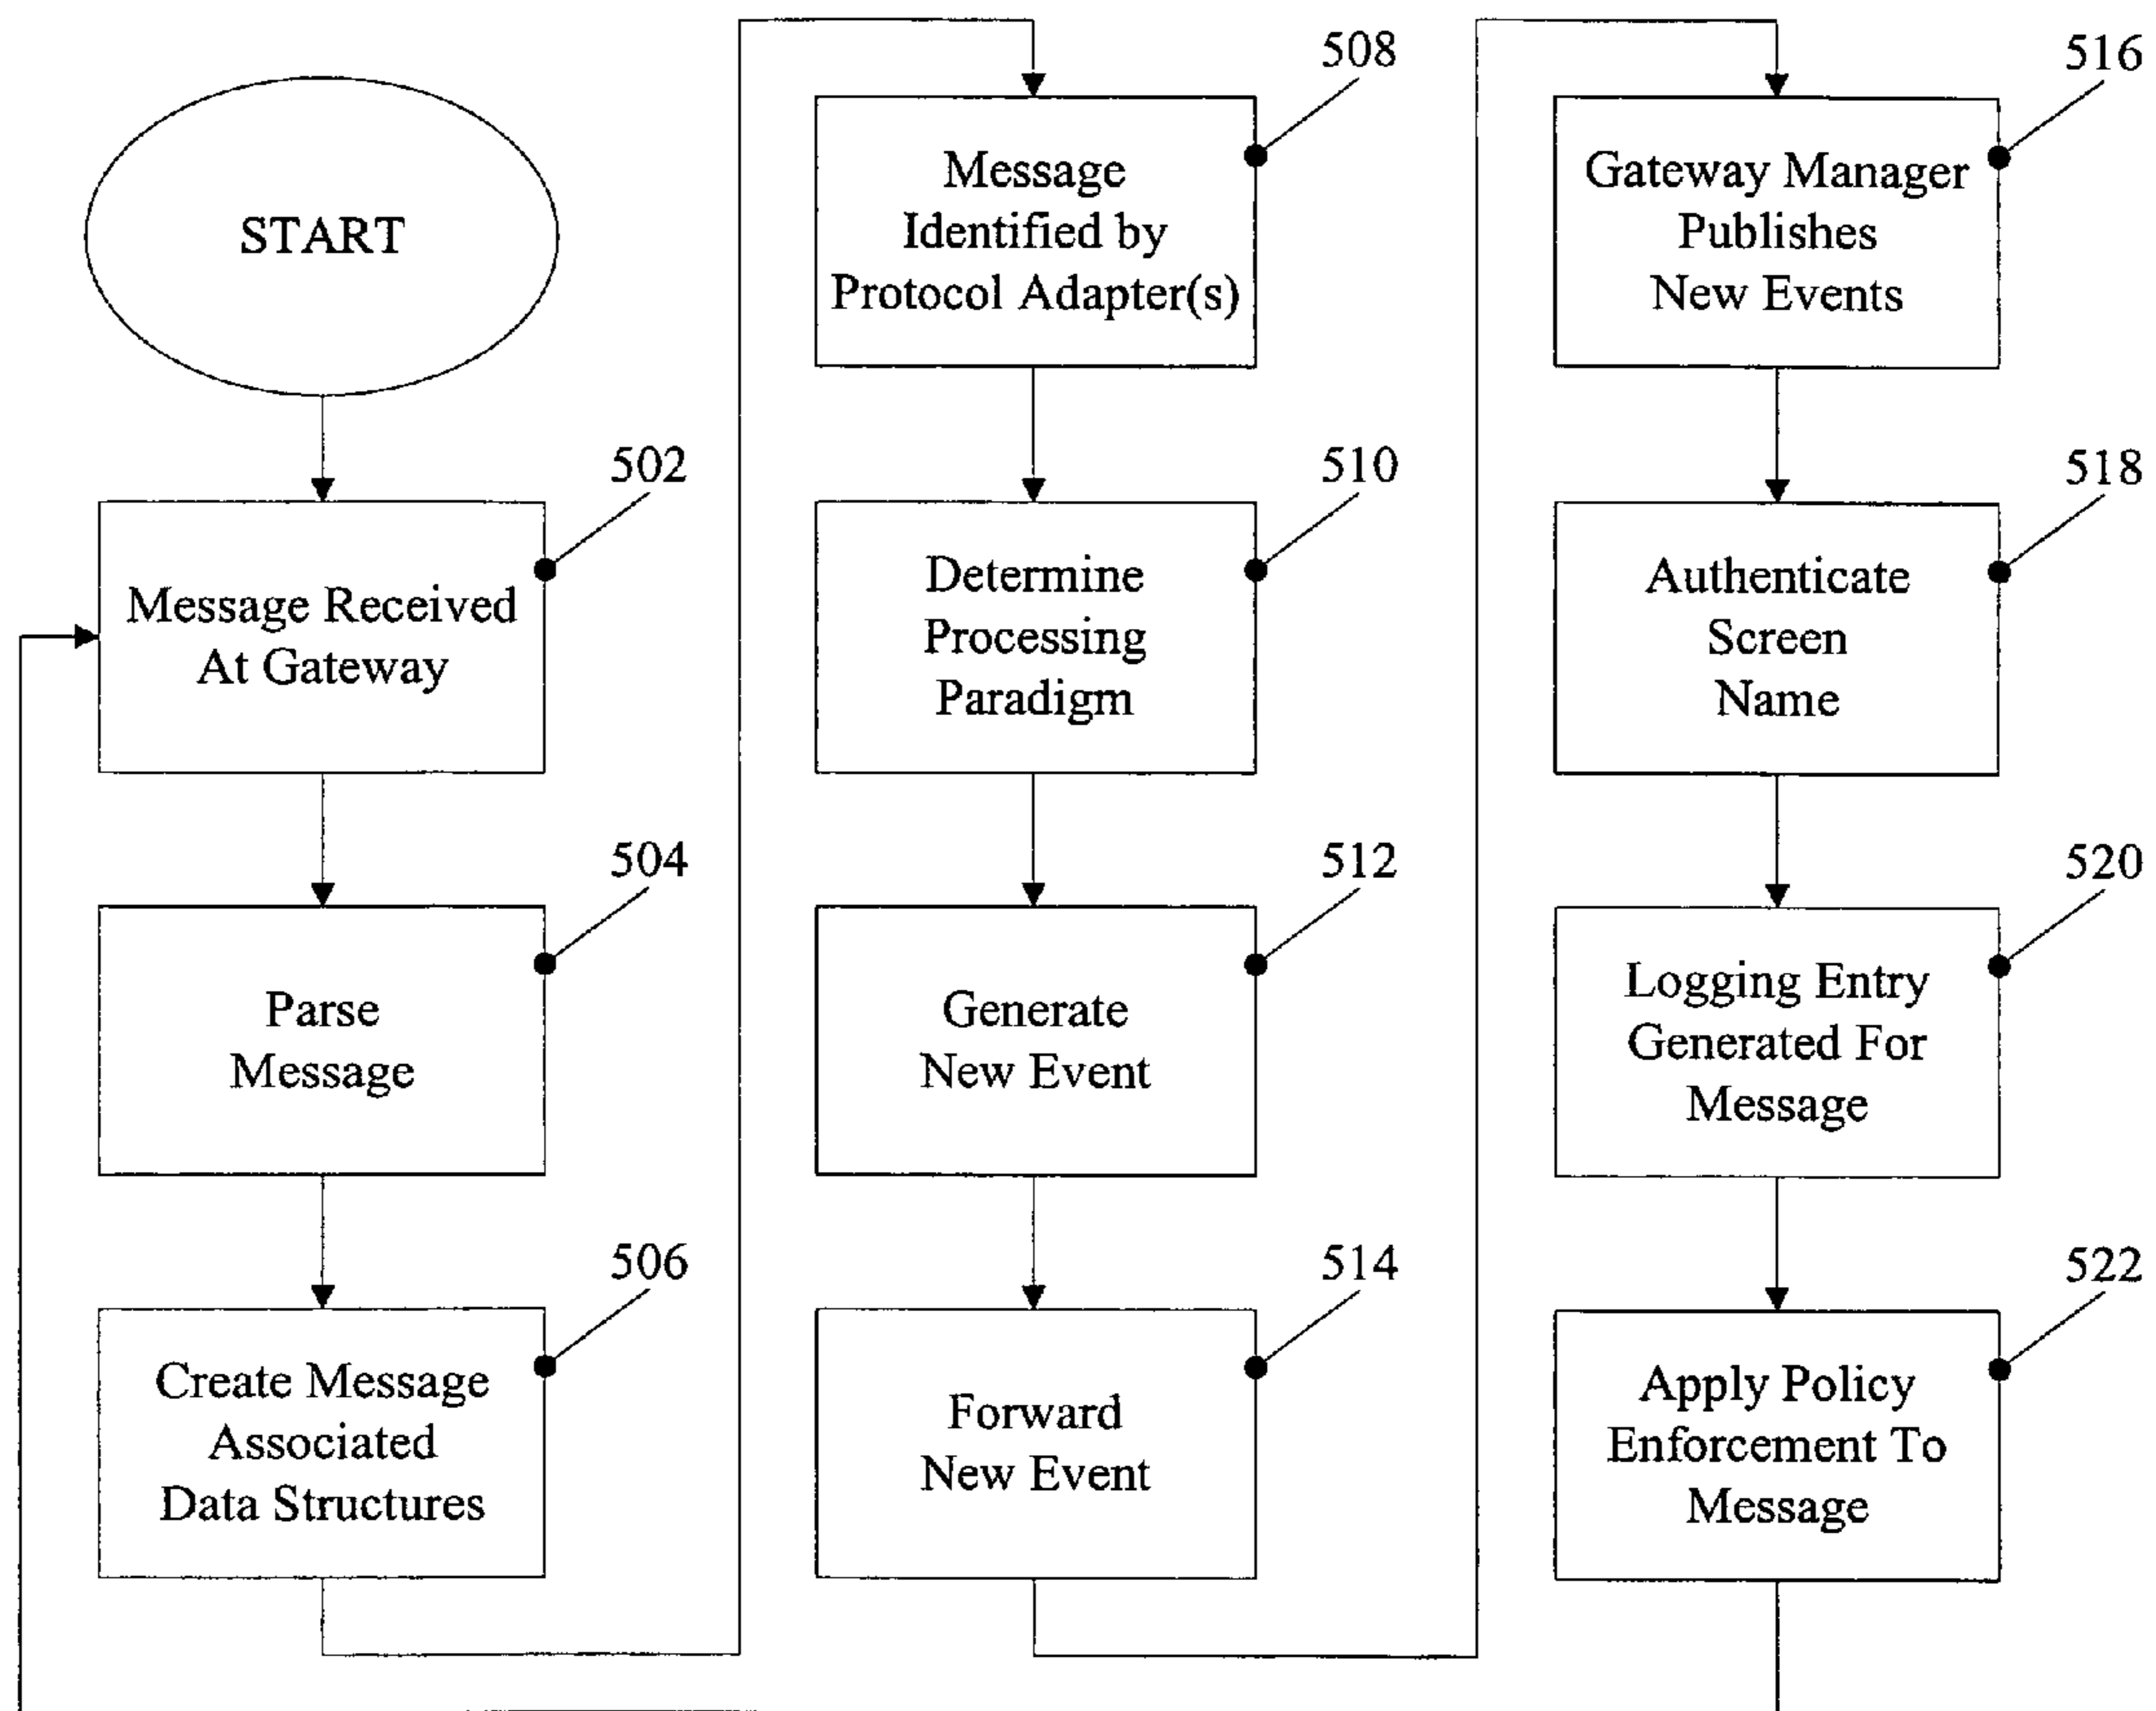 START
502
Message Received
At Gateway
504
Parse
Message
506
Create Message
Associated
Data Structures
508
Message
Identified by
Protocol Adapter(s)
510
Determine
Processing
Paradigm
512
Generate
New Event
514
Forward
New Event
516
Gateway Manager
Publishes
New Events
518
Authenticate
Screen
Name
520
Logging Entry
Generated For
Message
522
Apply Policy
Enforcement To
Message